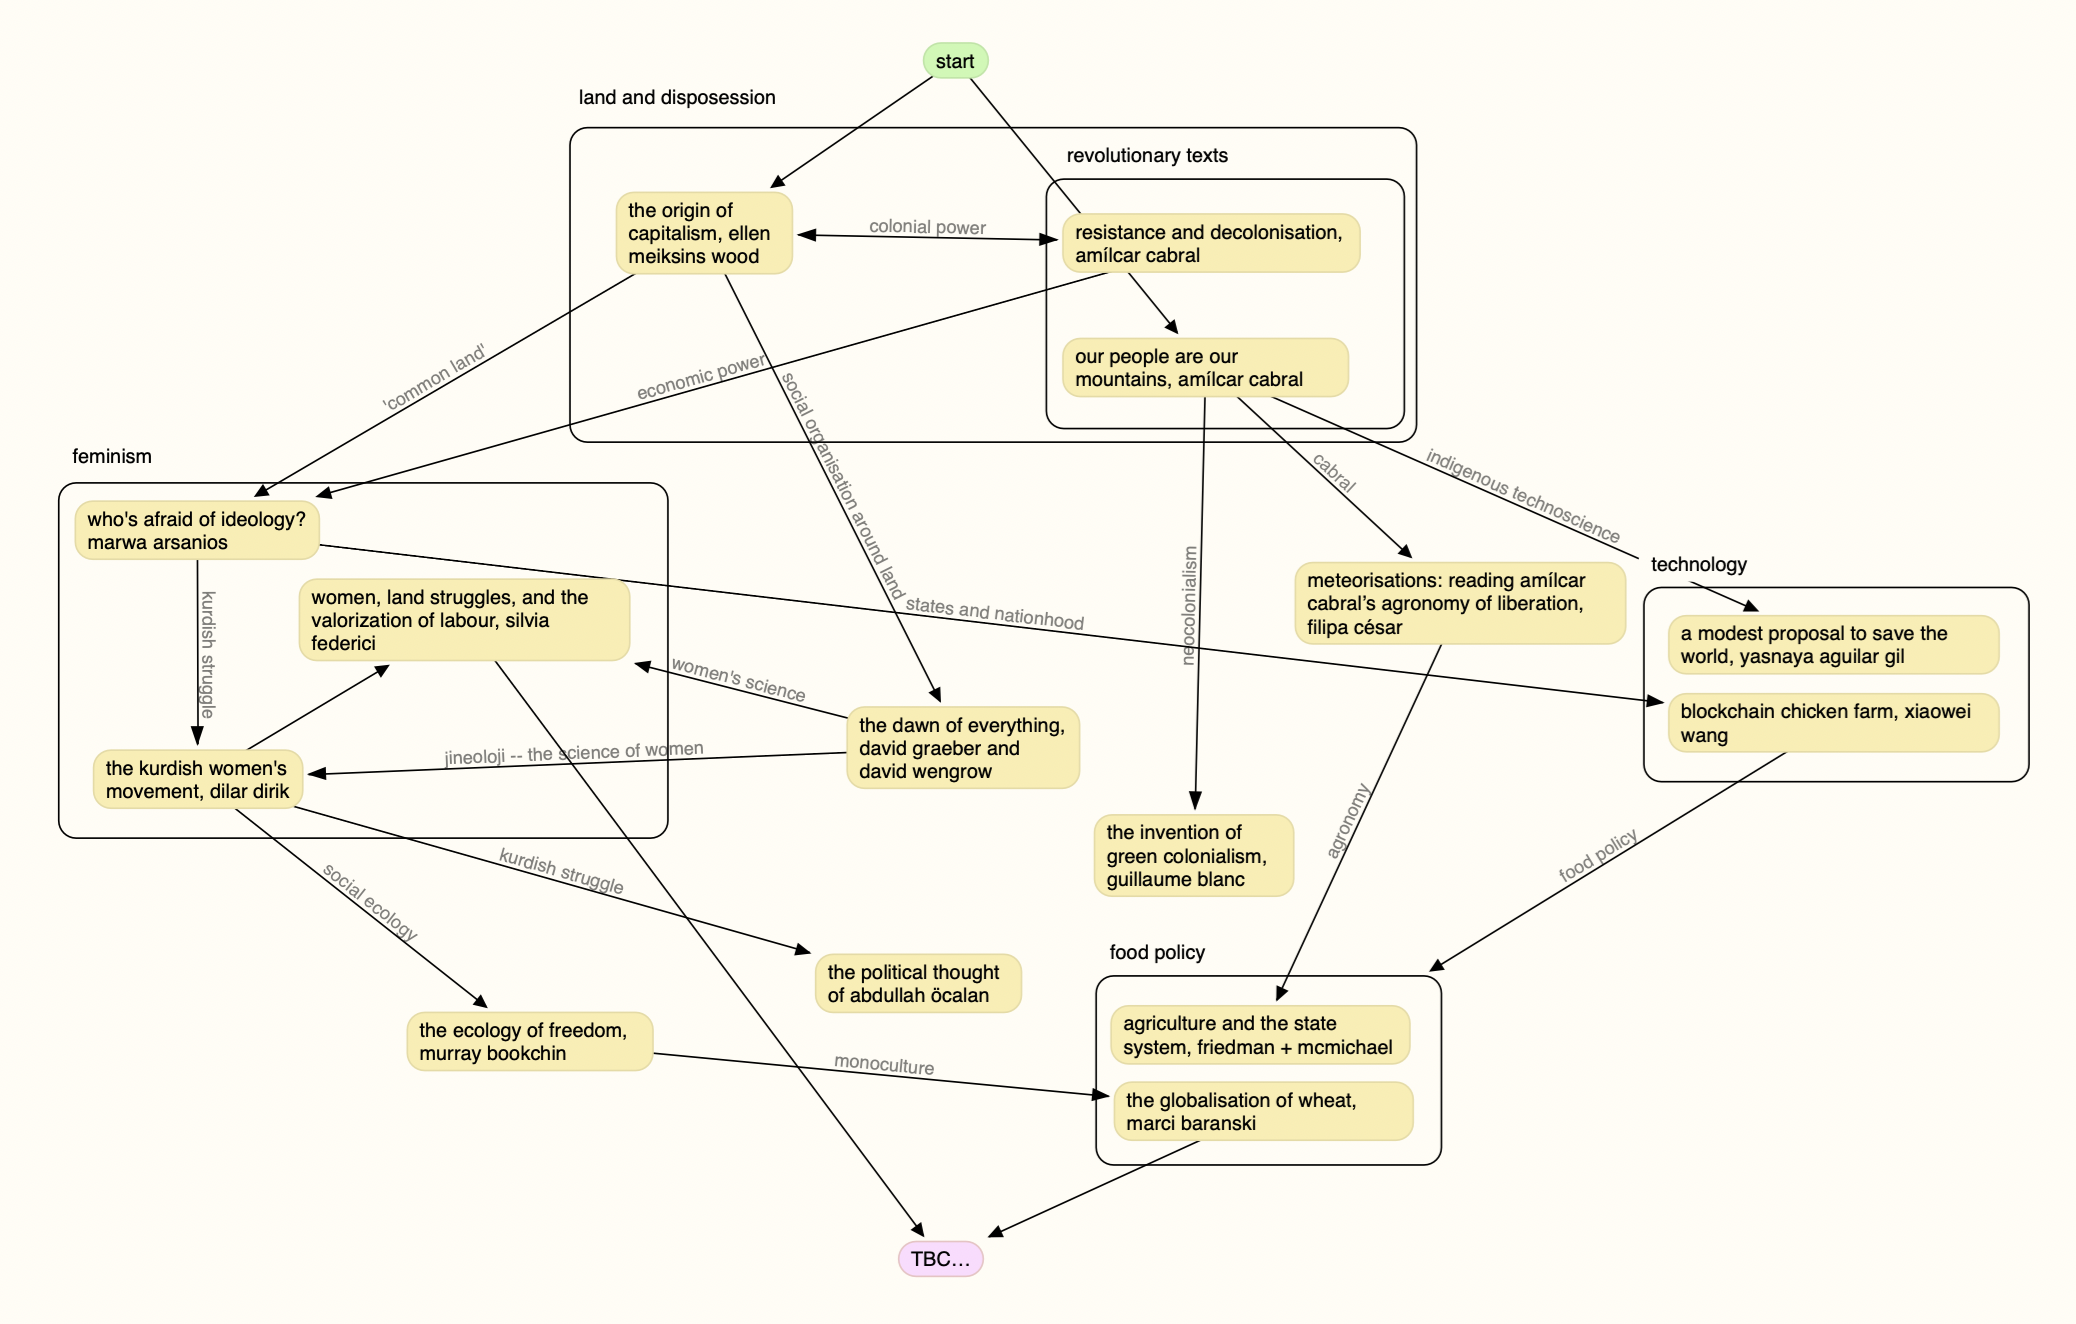 start
land and disposession
revolutionary texts
the origin of
capitalism, ellen
meiksins wood
colonial power
resistance and decolonisation,
amílcar cabral
our people are our
mountains, amílcar cabral
'common land'
economic power
social organisation around land
cabral
indigenous technoscience
neocolonialism
feminism
who's afraid of ideology?
marwa arsanios
kurdish struggle
women, land struggles, and the
valorization of labour, silvia
federici
states and nationhood
women's science
meteorisations: reading amílcar
cabral’s agronomy of liberation,
filipa césar
technology
a modest proposal to save the
world, yasnaya aguilar gil
blockchain chicken farm, xiaowei
wang
the dawn of everything,
david graeber and
david wengrow
jineoloji -- the science of women
the kurdish women's
movement, dilar dirik
social ecology
kurdish struggle
the invention of
green colonialism,
guillaume blanc
agronomy
food policy
the political thought
of abdullah öcalan
the ecology of freedom,
murray bookchin
monoculture
food policy
agriculture and the state
system, friedman + mcmichael
the globalisation of wheat,
marci baranski
TBC…